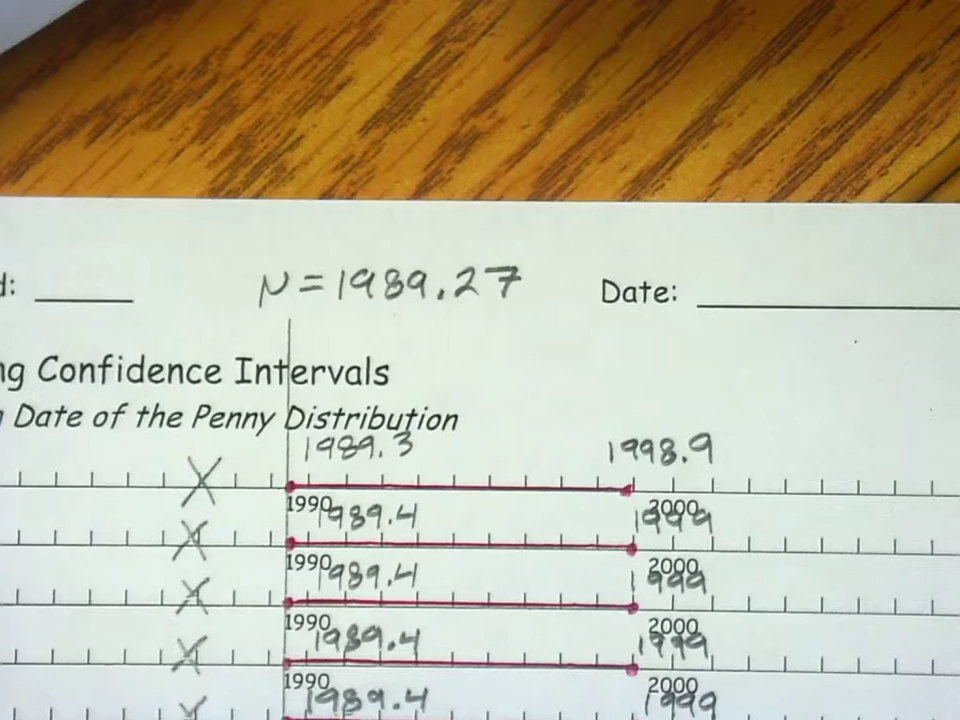 d: N = 1989.27 Date:
ng Confidence Intervals
n Date of the Penny Distribution
1989.3 1998.9
X
1990 2000
1989.4 1999
X
1990 2000
1989.4 1999
X
1990 2000
1989.4 1999
X
1990 2000
1989.4 1999
X